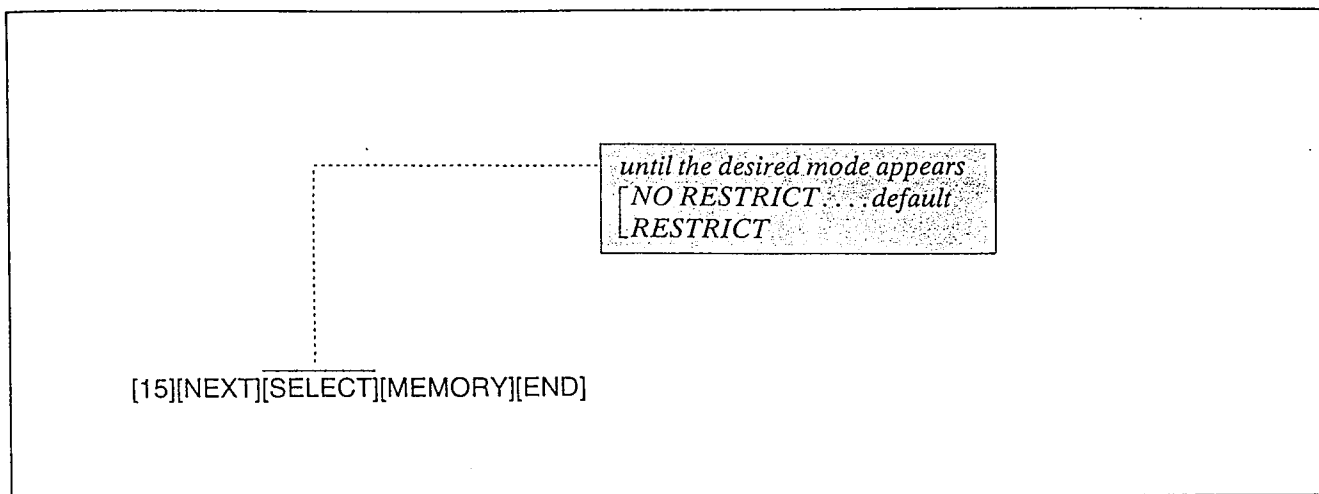 until the desired mode appears
NO RESTRICT....default
RESTRICT
[15][NEXT][SELECT][MEMORY][END]